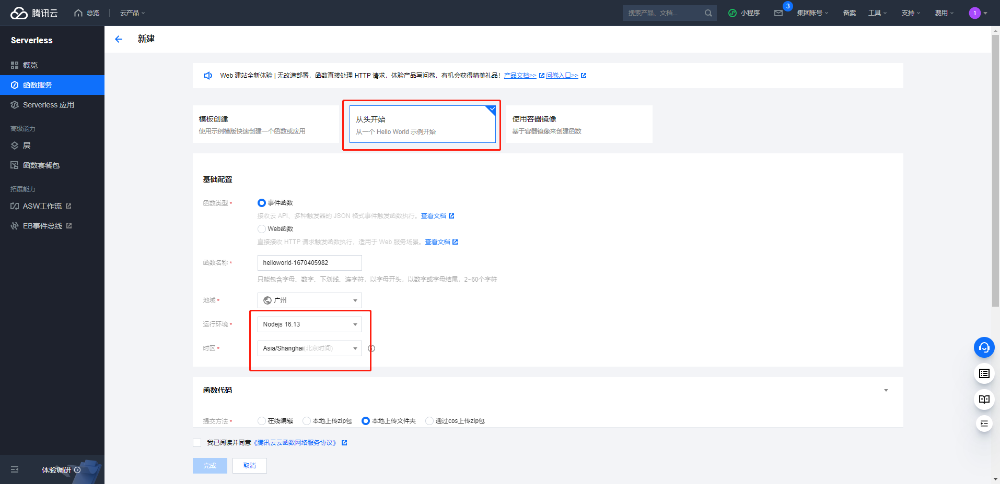 腾讯云 总览 云产品 搜索产品、文档... 小程序 3 集团账号 备案 工具 支持 费用 1
Serverless
新建
概览
函数服务
Serverless 应用
高级能力
层
函数套餐包
拓展能力
ASW工作流
EB事件总线
体验调研
Web 建站全新体验 | 无改造部署，函数直接处理 HTTP 请求，体验产品写问卷，有机会获得精美礼品！产品文档>> 问卷入口>>
模板创建
使用示例模版快速创建一个函数或应用
从头开始
从一个 Hello World 示例开始
使用容器镜像
基于容器镜像来创建函数
基础配置
函数类型* 事件函数
接收云 API、多种触发器的 JSON 格式事件触发函数执行。查看文档
Web函数
直接接收 HTTP 请求触发函数执行，适用于 Web 服务场景。查看文档
函数名称* helloworld-1670405982
只能包含字母、数字、下划线、连字符，以字母开头，以数字或字母结尾，2~60个字符
地域* 广州
运行环境* Nodejs 16.13
时区* Asia/Shanghai(北京时间)
函数代码
提交方法* 在线编辑 本地上传zip包 本地上传文件夹 通过cos上传zip包
我已阅读并同意《腾讯云云函数网络服务协议》
完成 取消